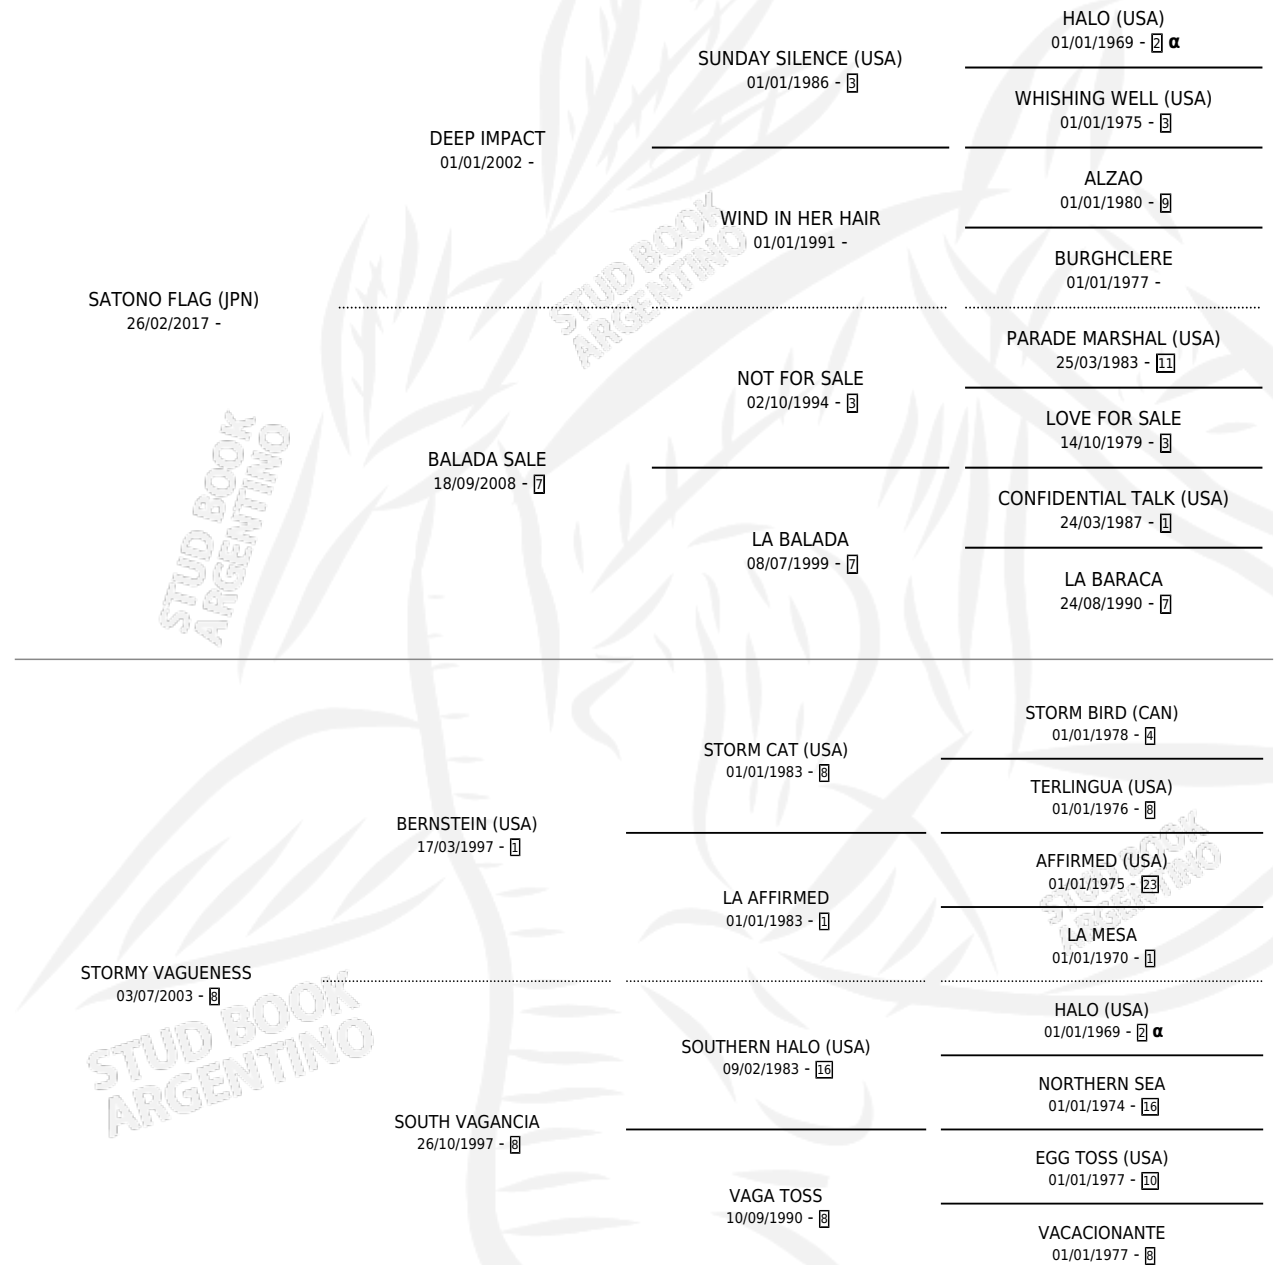 HALO (USA)
01/01/1969 - 2 α
SUNDAY SILENCE (USA)
01/01/1986 - 3
WHISHING WELL (USA)
01/01/1975 - 3
DEEP IMPACT
01/01/2002 -
ALZAO
01/01/1980 - 9
WIND IN HER HAIR
01/01/1991 -
BURGHCLERE
01/01/1977 -
SATONO FLAG (JPN)
26/02/2017 -
PARADE MARSHAL (USA)
25/03/1983 - 11
NOT FOR SALE
02/10/1994 - 3
LOVE FOR SALE
14/10/1979 - 3
BALADA SALE
18/09/2008 - 7
CONFIDENTIAL TALK (USA)
24/03/1987 - 1
LA BALADA
08/07/1999 - 7
LA BARACA
24/08/1990 - 7
STORM BIRD (CAN)
01/01/1978 - 4
STORM CAT (USA)
01/01/1983 - 8
TERLINGUA (USA)
01/01/1976 - 8
BERNSTEIN (USA)
17/03/1997 - 1
AFFIRMED (USA)
01/01/1975 - 23
LA AFFIRMED
01/01/1983 - 1
LA MESA
01/01/1970 - 1
STORMY VAGUENESS
03/07/2003 - 8
HALO (USA)
01/01/1969 - 2 α
SOUTHERN HALO (USA)
09/02/1983 - 16
NORTHERN SEA
01/01/1974 - 16
SOUTH VAGANCIA
26/10/1997 - 8
EGG TOSS (USA)
01/01/1977 - 10
VAGA TOSS
10/09/1990 - 8
VACACIONANTE
01/01/1977 - 8
STUD BOOK
ARGENTINO
STUD BOOK
ARGENTINO
STUD BOOK
ARGENTINO
STUD BOOK
ARGENTINO